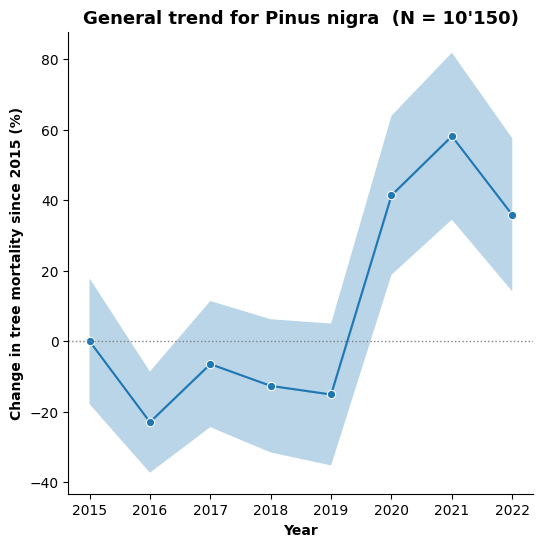 General trend for Pinus nigra  (N = 10'150)
Change in tree mortality since 2015 (%)
80
60
40
20
0
−20
−40
2015 2016 2017 2018 2019 2020 2021 2022
Year